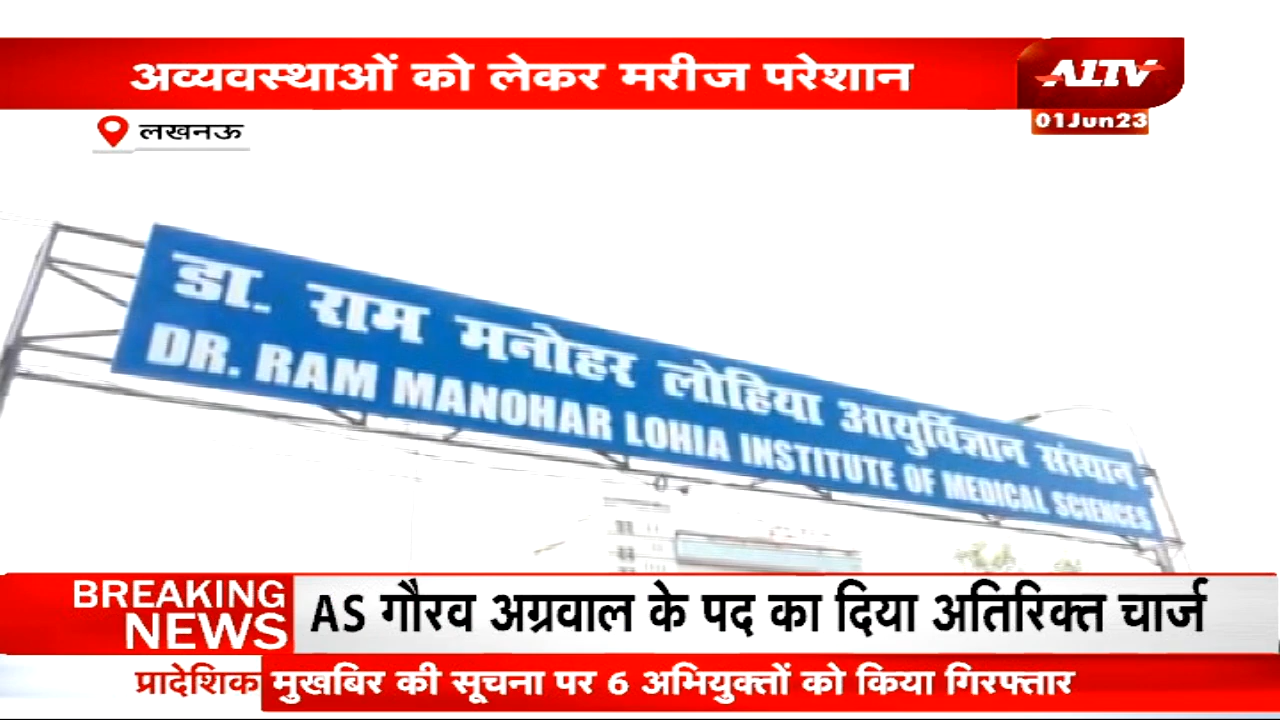 अव्यवस्थाओं को लेकर मरीज परेशान
ALTV
01Jun23
लखनऊ
डा. राम मनोहर लोहिया आयुर्विज्ञान संस्थान
DR. RAM MANOHAR LOHIA INSTITUTE OF MEDICAL SCIENCES
BREAKING NEWS
AS गौरव अग्रवाल के पद का दिया अतिरिक्त चार्ज
प्रादेशिक मुखबिर की सूचना पर 6 अभियुक्तों को किया गिरफ्तार